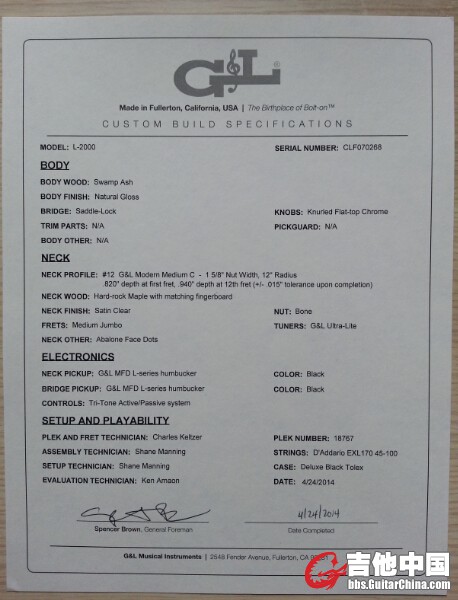 G&L®
Made in Fullerton, California, USA | The Birthplace of Bolt-on™
CUSTOM BUILD SPECIFICATIONS
MODEL: L-2000 SERIAL NUMBER: CLF070268
BODY
BODY WOOD: Swamp Ash
BODY FINISH: Natural Gloss
BRIDGE: Saddle-Lock KNOBS: Knurled Flat-top Chrome
TRIM PARTS: N/A PICKGUARD: N/A
BODY OTHER: N/A
NECK
NECK PROFILE: #12 G&L Modern Medium C - 1 5/8" Nut Width, 12" Radius
.820" depth at first fret, .940" depth at 12th fret (+/- .015" tolerance upon completion)
NECK WOOD: Hard-rock Maple with matching fingerboard
NECK FINISH: Satin Clear NUT: Bone
FRETS: Medium Jumbo TUNERS: G&L Ultra-Lite
NECK OTHER: Abalone Face Dots
ELECTRONICS
NECK PICKUP: G&L MFD L-series humbucker COLOR: Black
BRIDGE PICKUP: G&L MFD L-series humbucker COLOR: Black
CONTROLS: Tri-Tone Active/Passive system
SETUP AND PLAYABILITY
PLEK AND FRET TECHNICIAN: Charles Keltzer PLEK NUMBER: 18767
ASSEMBLY TECHNICIAN: Shane Manning STRINGS: D'Addario EXL170 45-100
SETUP TECHNICIAN: Shane Manning CASE: Deluxe Black Tolex
EVALUATION TECHNICIAN: Ken Amaon DATE: 4/24/2014
4/24/2014
Spencer Brown, General Foreman Date Completed
G&L Musical Instruments | 2548 Fender Avenue, Fullerton, CA
吉他中国
bbs.GuitarChina.com